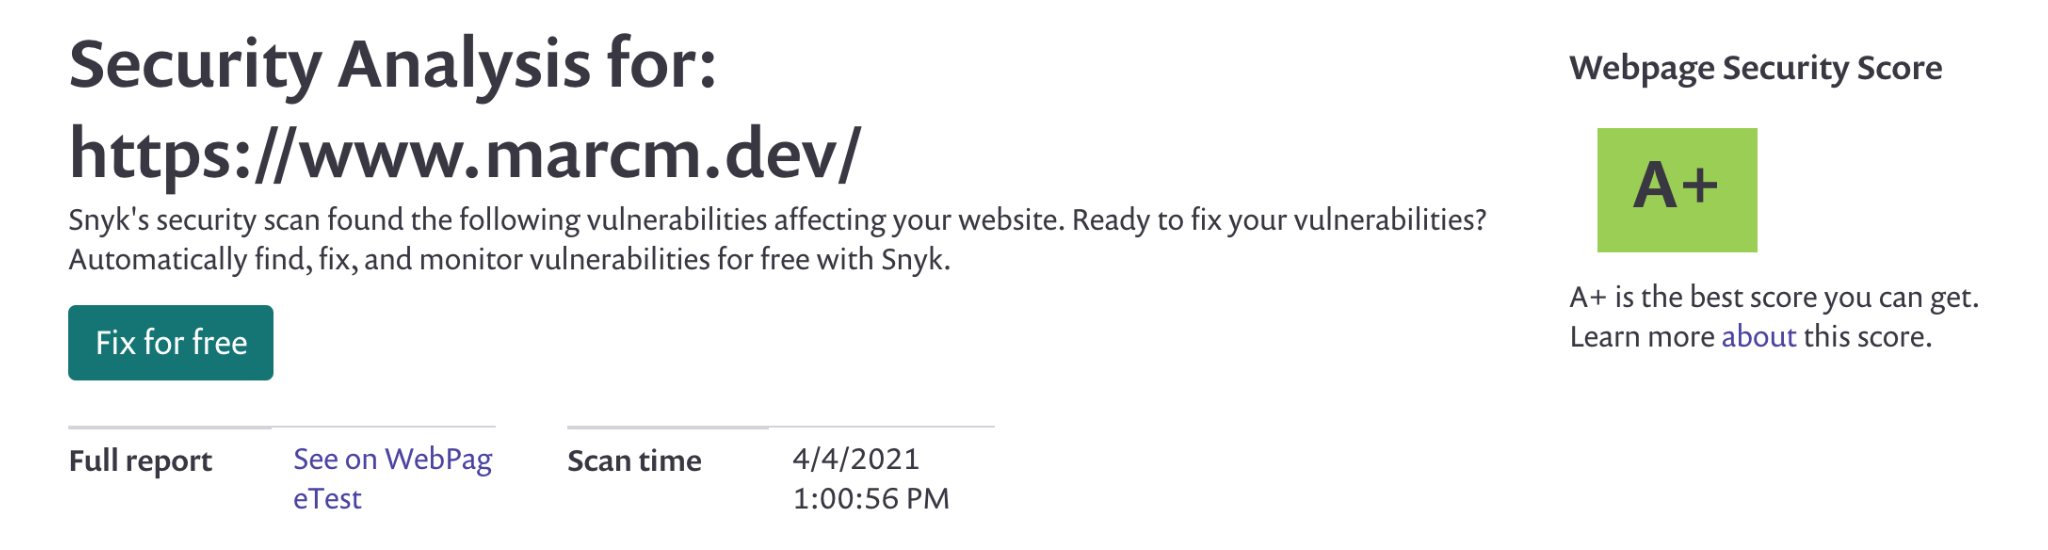 Security Analysis for:
https://www.marcm.dev/
Snyk's security scan found the following vulnerabilities affecting your website. Ready to fix your vulnerabilities?
Automatically find, fix, and monitor vulnerabilities for free with Snyk.
Fix for free
Full report
See on WebPag
eTest
Scan time
4/4/2021
1:00:56 PM
Webpage Security Score
A+
A+ is the best score you can get.
Learn more about this score.